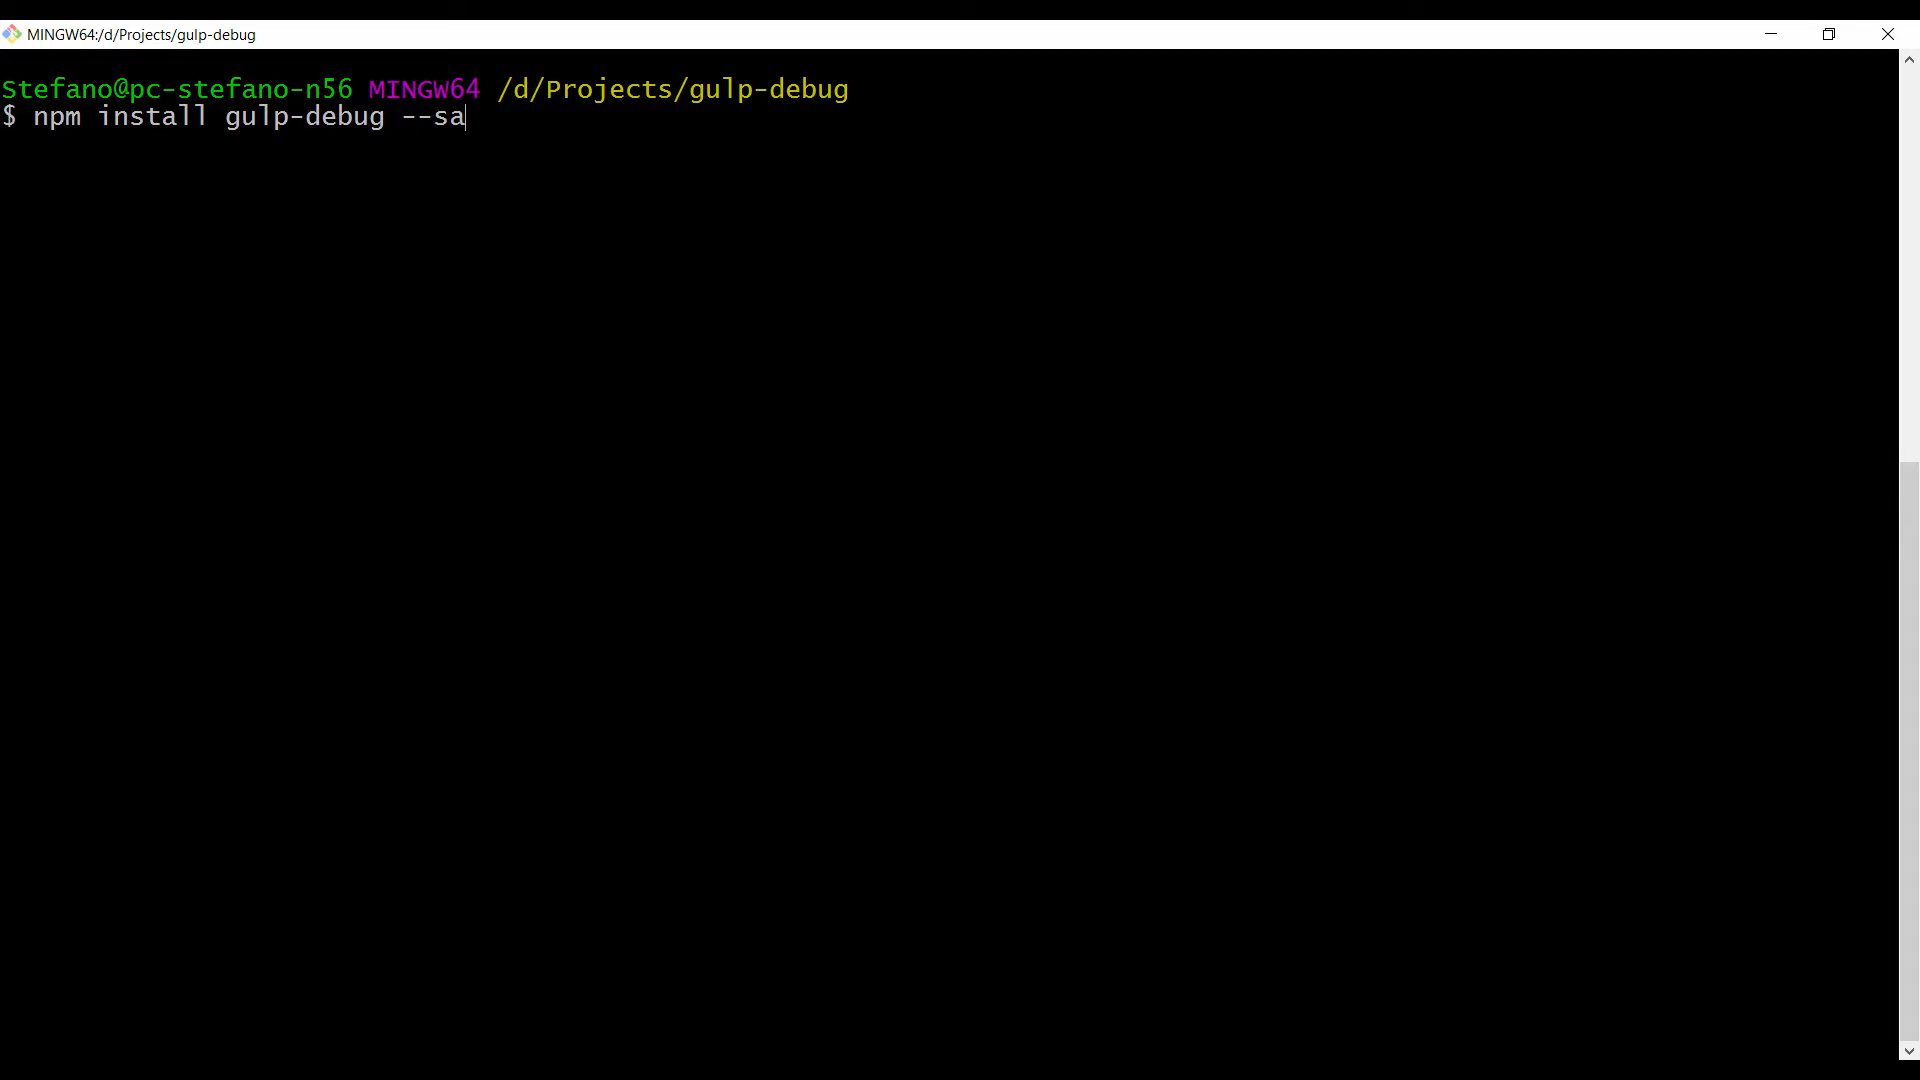 MINGW64:/d/Projects/gulp-debug
Stefano@pc-stefano-n56 MINGW64 /d/Projects/gulp-debug
$ npm install gulp-debug --sa